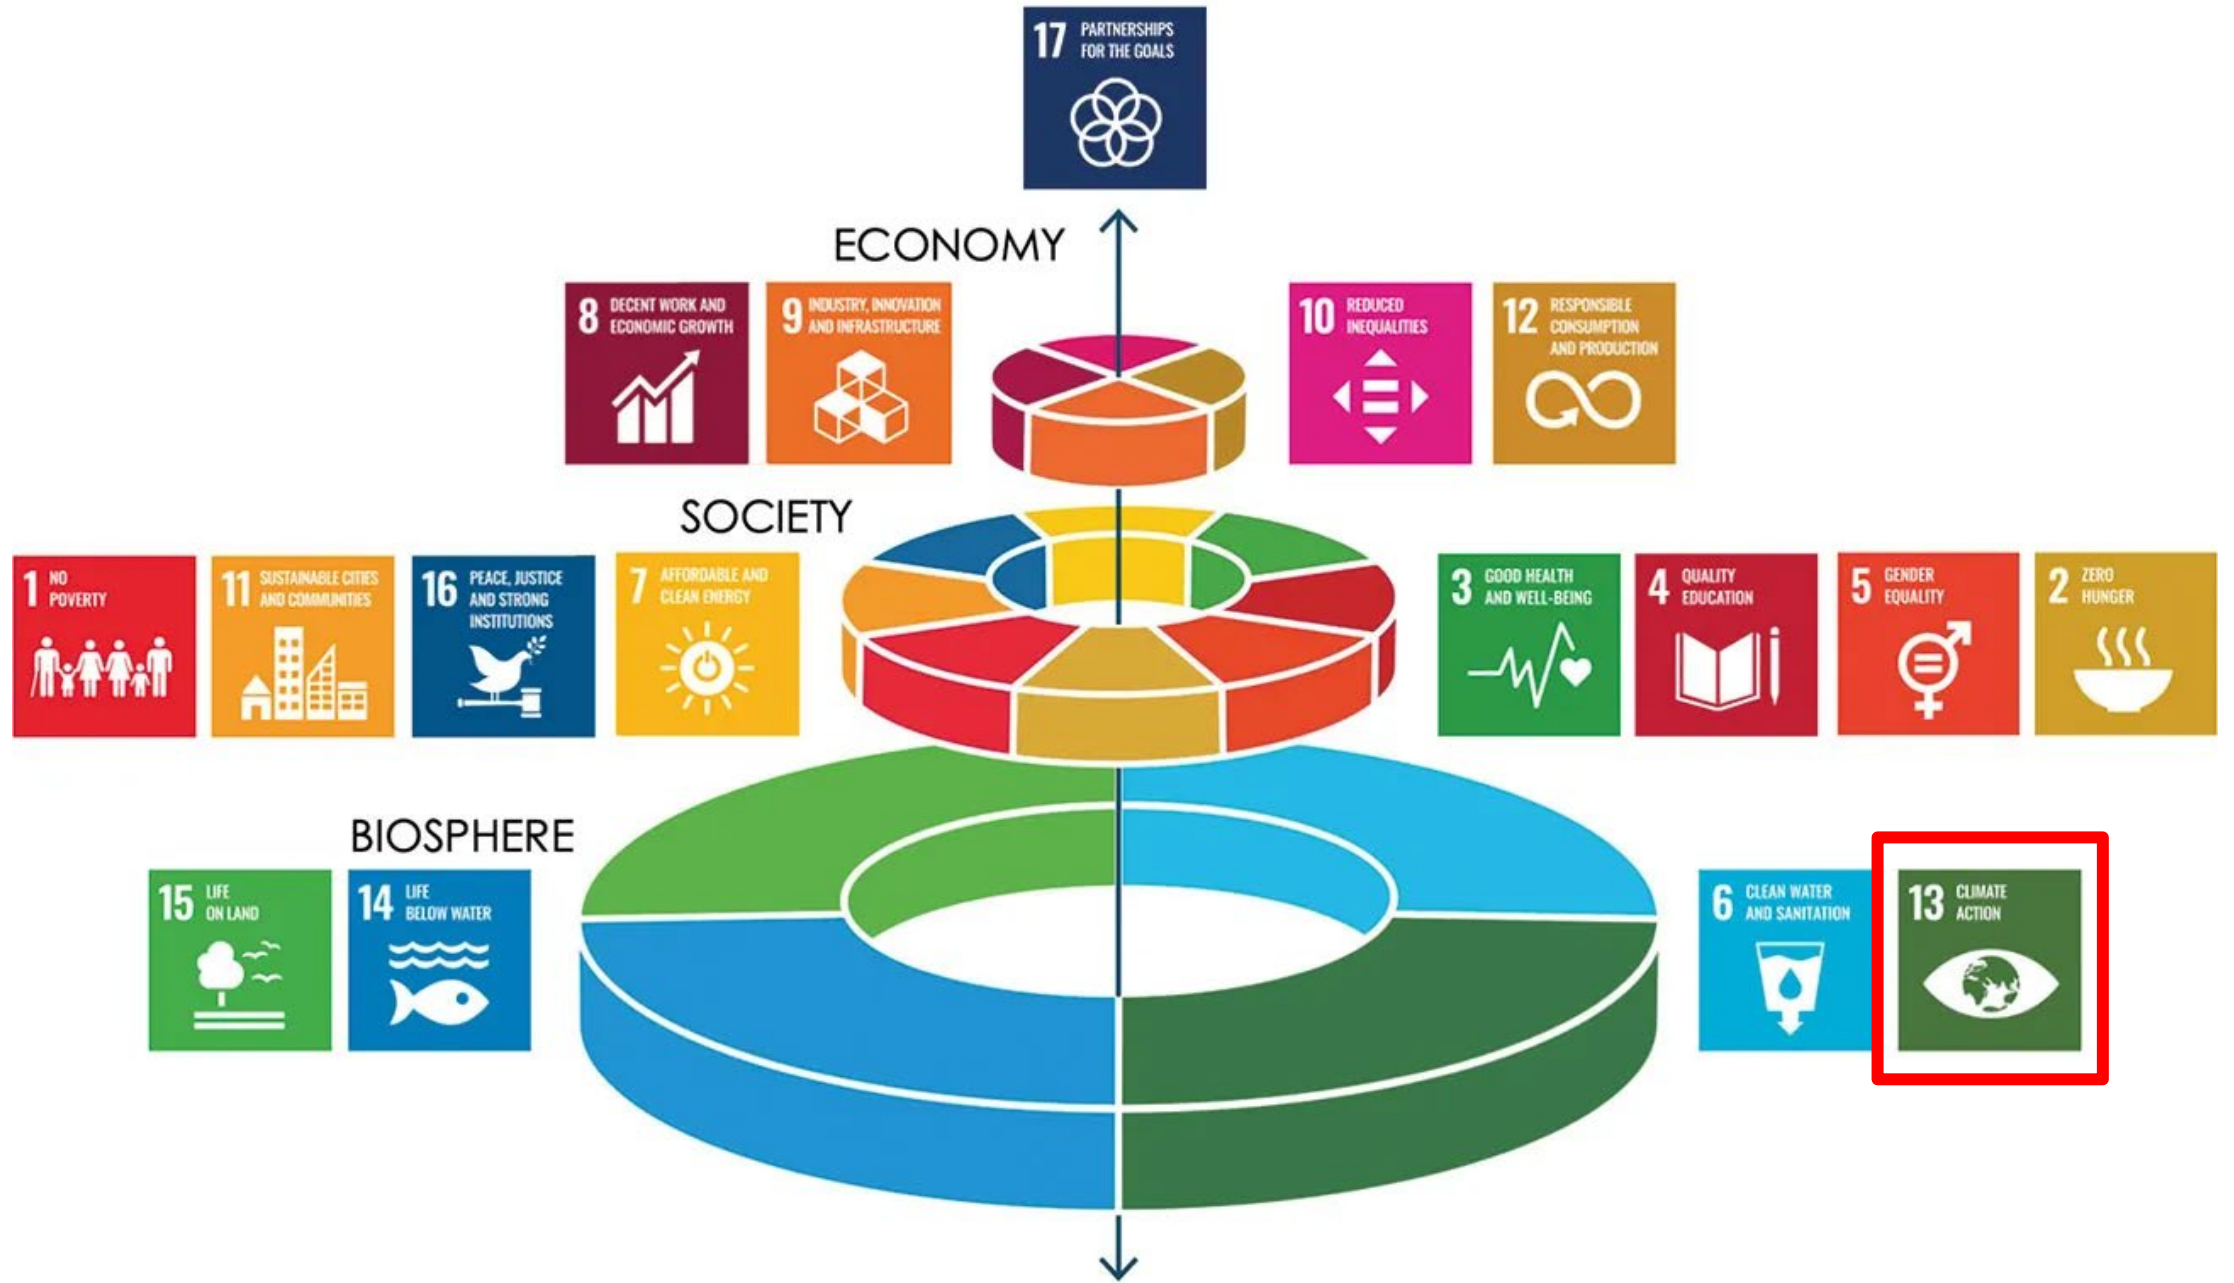 17 PARTNERSHIPS
FOR THE GOALS
ECONOMY
8 DECENT WORK AND
ECONOMIC GROWTH
9 INDUSTRY, INNOVATION
AND INFRASTRUCTURE
10 REDUCED
INEQUALITIES
12 RESPONSIBLE
CONSUMPTION
AND PRODUCTION
SOCIETY
1 NO
POVERTY
11 SUSTAINABLE CITIES
AND COMMUNITIES
16 PEACE, JUSTICE
AND STRONG
INSTITUTIONS
7 AFFORDABLE AND
CLEAN ENERGY
3 GOOD HEALTH
AND WELL-BEING
4 QUALITY
EDUCATION
5 GENDER
EQUALITY
2 ZERO
HUNGER
BIOSPHERE
15 LIFE
ON LAND
14 LIFE
BELOW WATER
6 CLEAN WATER
AND SANITATION
13 CLIMATE
ACTION